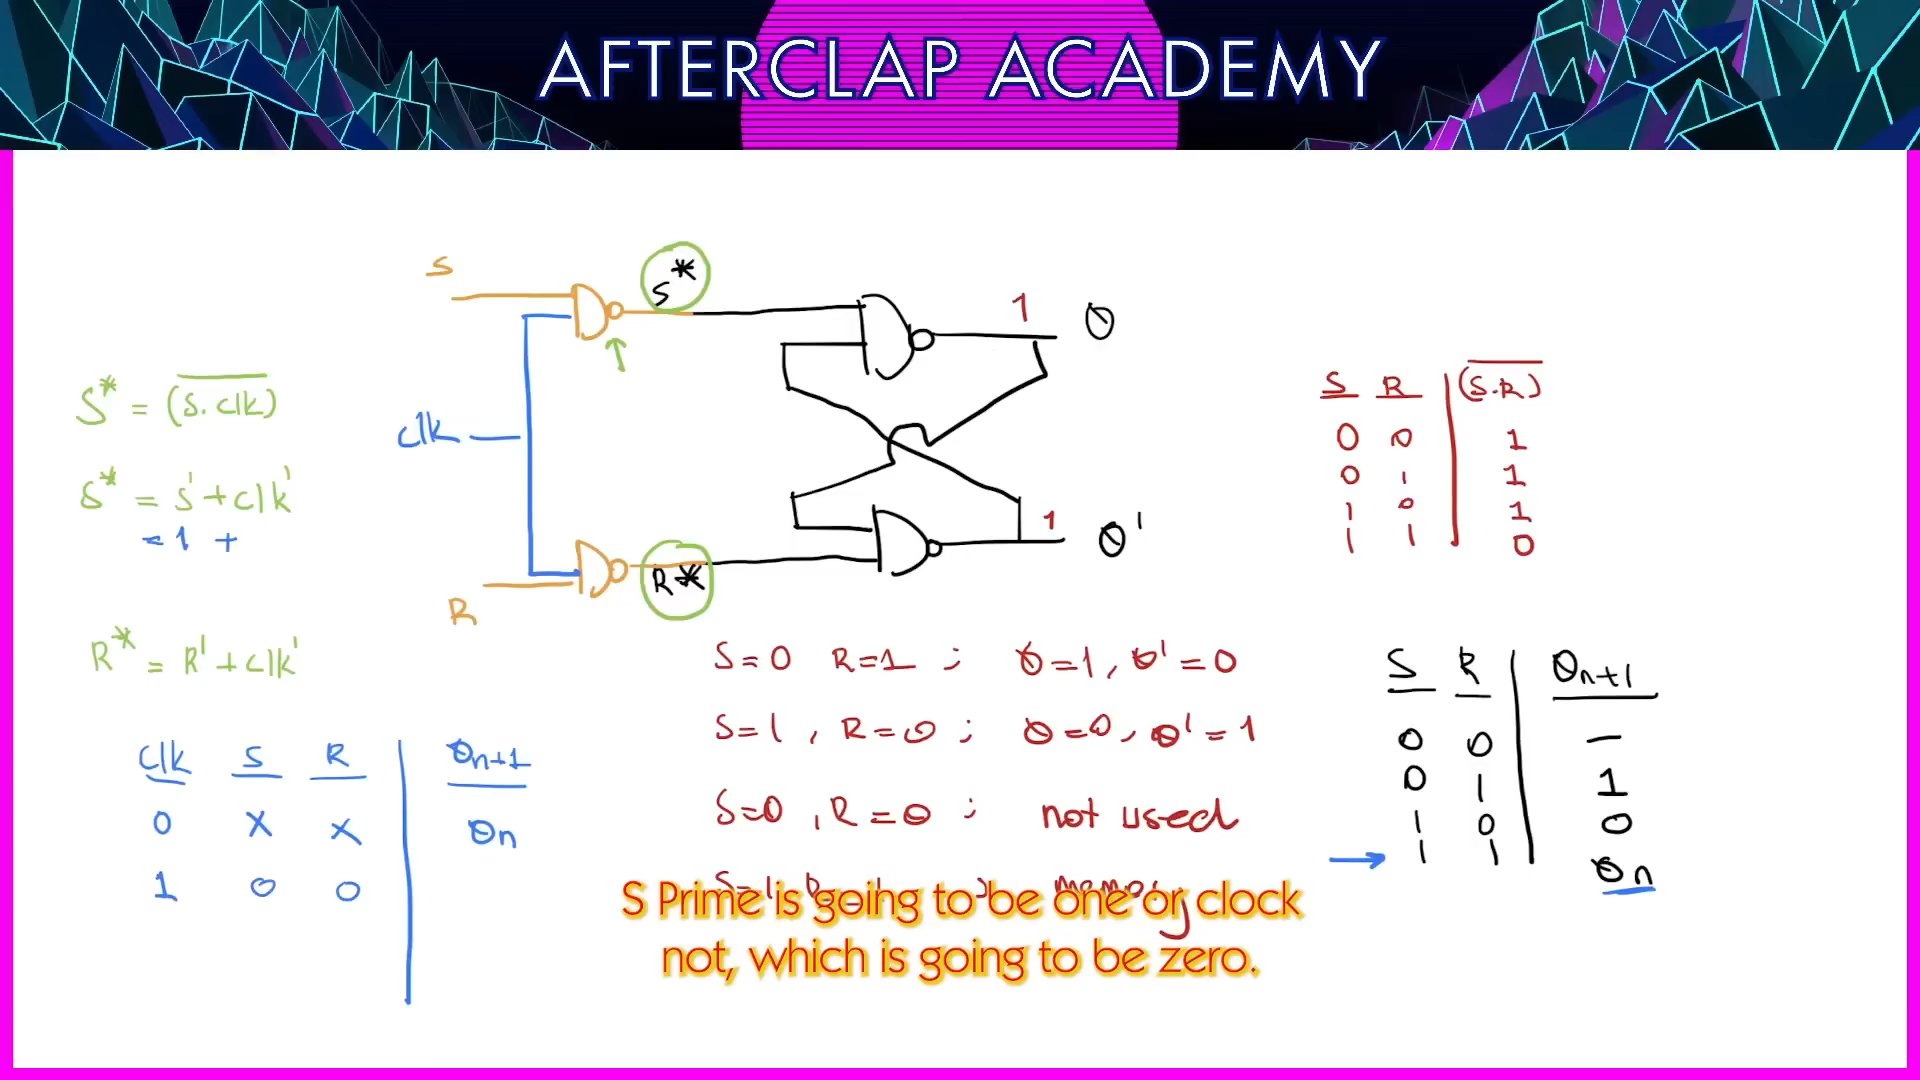 AFTERCLAP ACADEMY
S
S*
1 Q
S* = (S.Clk)
Clk
S* = S' + Clk'
= 1 +
1 Q'
R*
R
R* = R' + Clk'
S R (S.R)
0 0 1
0 1 1
1 0 1
1 1 0
S=0 R=1 ; Q=1, Q'=0
S=1, R=0 ; Q=0, Q'=1
S=0, R=0 ; not used
S R Qn+1
0 0 —
0 1 1
1 0 0
1 1 Qn
Clk S R Qn+1
0 X X Qn
1 0 0
S Prime is going to be one or clock
not, which is going to be zero.